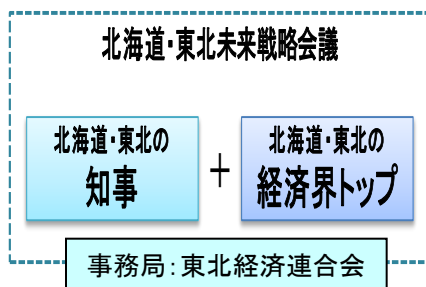 北海道・東北未来戦略会議
北海道・東北の
知事
+
北海道・東北の
経済界トップ
事務局：東北経済連合会